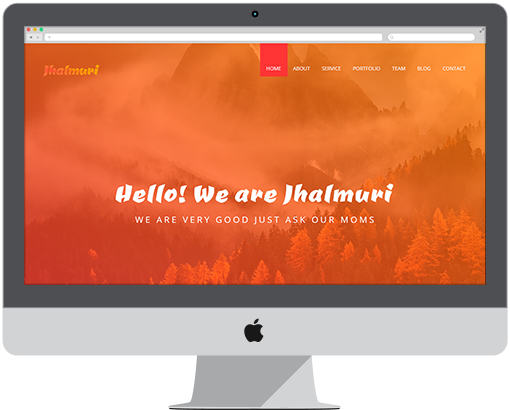 Jhalmuri
HOME ABOUT SERVICE PORTFOLIO TEAM BLOG CONTACT
Hello! We are Jhalmuri
WE ARE VERY GOOD JUST ASK OUR MOMS